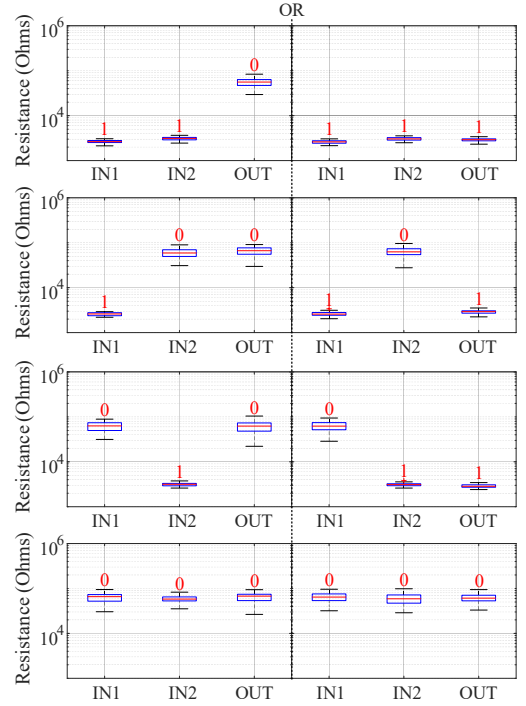 OR
Resistance (Ohms)
10^6
10^4
1 1 0 1 1 1
IN1 IN2 OUT IN1 IN2 OUT
Resistance (Ohms)
10^6
10^4
1 0 0 1 0 1
IN1 IN2 OUT IN1 IN2 OUT
Resistance (Ohms)
10^6
10^4
0 1 0 0 1 1
IN1 IN2 OUT IN1 IN2 OUT
Resistance (Ohms)
10^6
10^4
0 0 0 0 0 0
IN1 IN2 OUT IN1 IN2 OUT